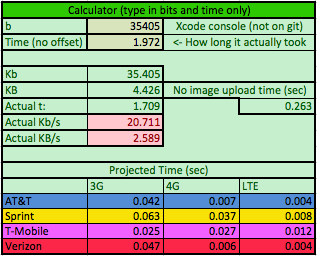 Calculator (type in bits and time only)
b 35405 Xcode console (not on git)
Time (no offset) 1.972 <- How long it actually took
Kb 35.405
KB 4.426 No image upload time (sec)
Actual t: 1.709 0.263
Actual Kb/s 20.711
Actual KB/s 2.589
Projected Time (sec)
3G 4G LTE
AT&T 0.042 0.007 0.004
Sprint 0.063 0.037 0.008
T-Mobile 0.025 0.027 0.012
Verizon 0.047 0.006 0.004